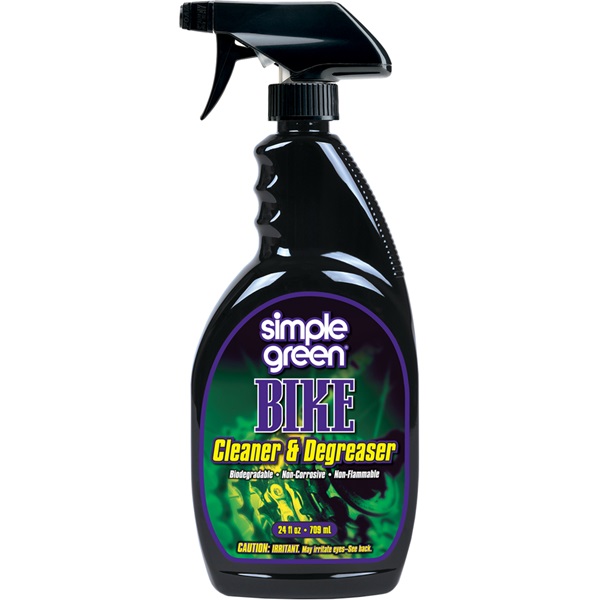 simple
green®
BIKE
Cleaner & Degreaser
Biodegradable • Non-Corrosive • Non-Flammable
24 fl oz • 709 mL
CAUTION: IRRITANT. May irritate eyes–See back.